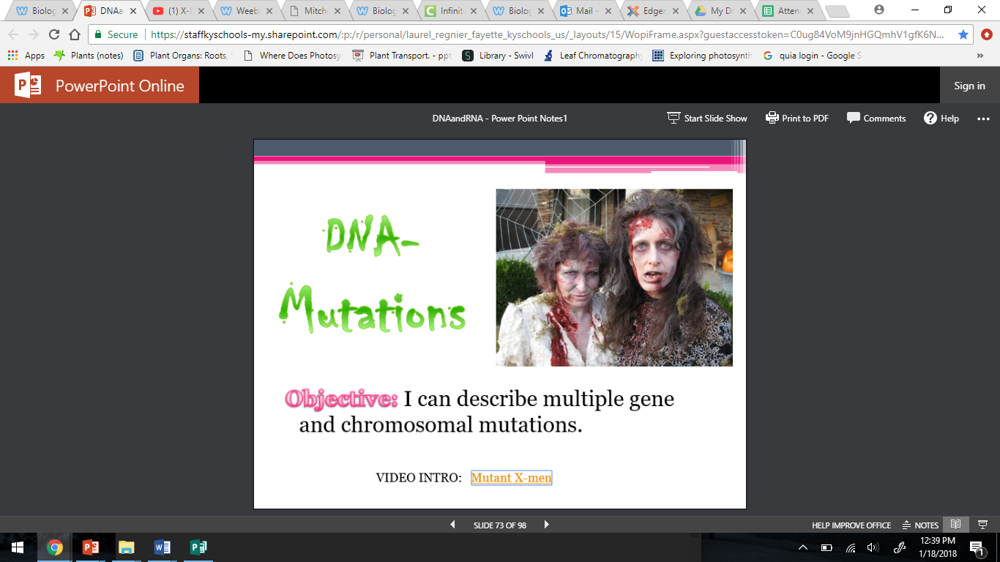 Biolog
DNAa
(1) X-I
Weebl
Mitche
Biolog
Infinit
Biolog
Mail
Edger
My D
Atten
Secure
https://staffkyschools-my.sharepoint.com/:p:/r/personal/laurel_regnier_fayette_kyschools_us/_layouts/15/WopiFrame.aspx?guestaccesstoken=C0ug84VoM9jnHGQmhV1gfK6N...
Apps
Plants (notes)
Plant Organs: Roots,
Where Does Photosy
Plant Transport. - ppt
Library - Swivl
Leaf Chromatography
Exploring photosynth
quia login - Google S
»
PowerPoint Online
Sign in
DNAandRNA - Power Point Notes1
Start Slide Show
Print to PDF
Comments
Help
DNA-
Mutations
Objective: I can describe multiple gene
and chromosomal mutations.
VIDEO INTRO: Mutant X-men
SLIDE 73 OF 98
HELP IMPROVE OFFICE
NOTES
12:39 PM
1/18/2018
1